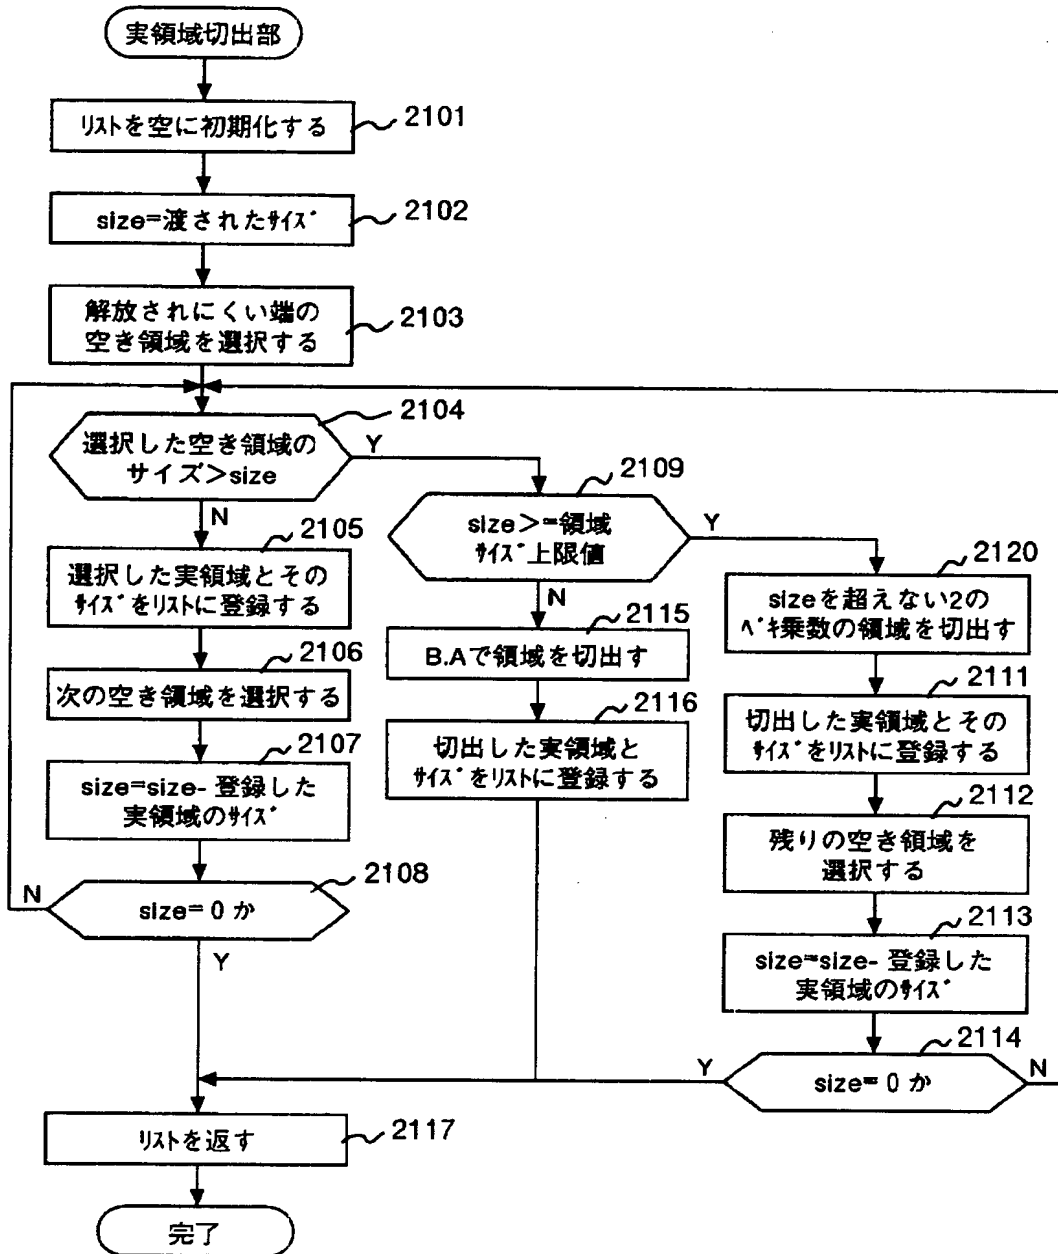 実領域切出部
リストを空に初期化する
2101
size=渡されたサイズ
2102
解放されにくい端の
空き領域を選択する
2103
2104
選択した空き領域の
サイズ>size
Y
N
2105
選択した実領域とその
サイズをリストに登録する
2106
次の空き領域を選択する
2107
size=size-登録した
実領域のサイズ
2108
size=0か
N
Y
2109
size>=領域
サイズ上限値
Y
N
2115
B.Aで領域を切出す
2116
切出した実領域と
サイズをリストに登録する
2120
sizeを超えない2の
ベキ乗数の領域を切出す
2111
切出した実領域とその
サイズをリストに登録する
2112
残りの空き領域を
選択する
2113
size=size-登録した
実領域のサイズ
2114
size=0か
Y
N
リストを返す
2117
完了